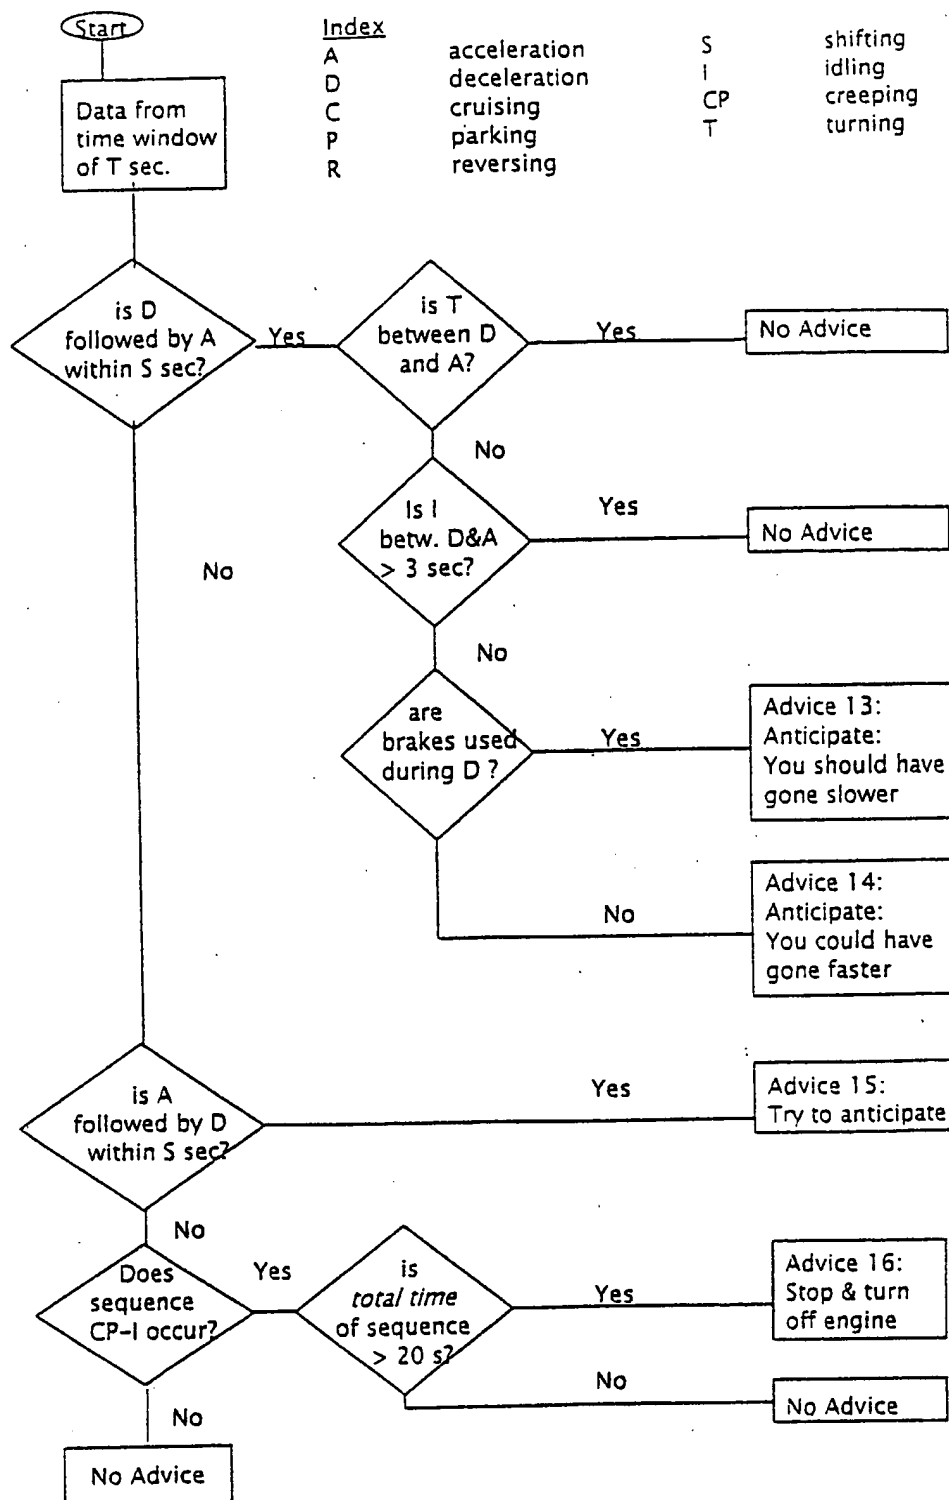 Start
Index
A acceleration
D deceleration
C cruising
P parking
R reversing
S shifting
I idling
CP creeping
T turning
Data from
time window
of T sec.
is D
followed by A
within S sec?
Yes
is T
between D
and A?
Yes
No Advice
No
Is I
betw. D&A
> 3 sec?
Yes
No Advice
No
No
are
brakes used
during D ?
Yes
Advice 13:
Anticipate:
You should have
gone slower
No
Advice 14:
Anticipate:
You could have
gone faster
is A
followed by D
within S sec?
Yes
Advice 15:
Try to anticipate
No
Does
sequence
CP-I occur?
Yes
is
total time
of sequence
> 20 s?
Yes
Advice 16:
Stop & turn
off engine
No
No Advice
No
No Advice